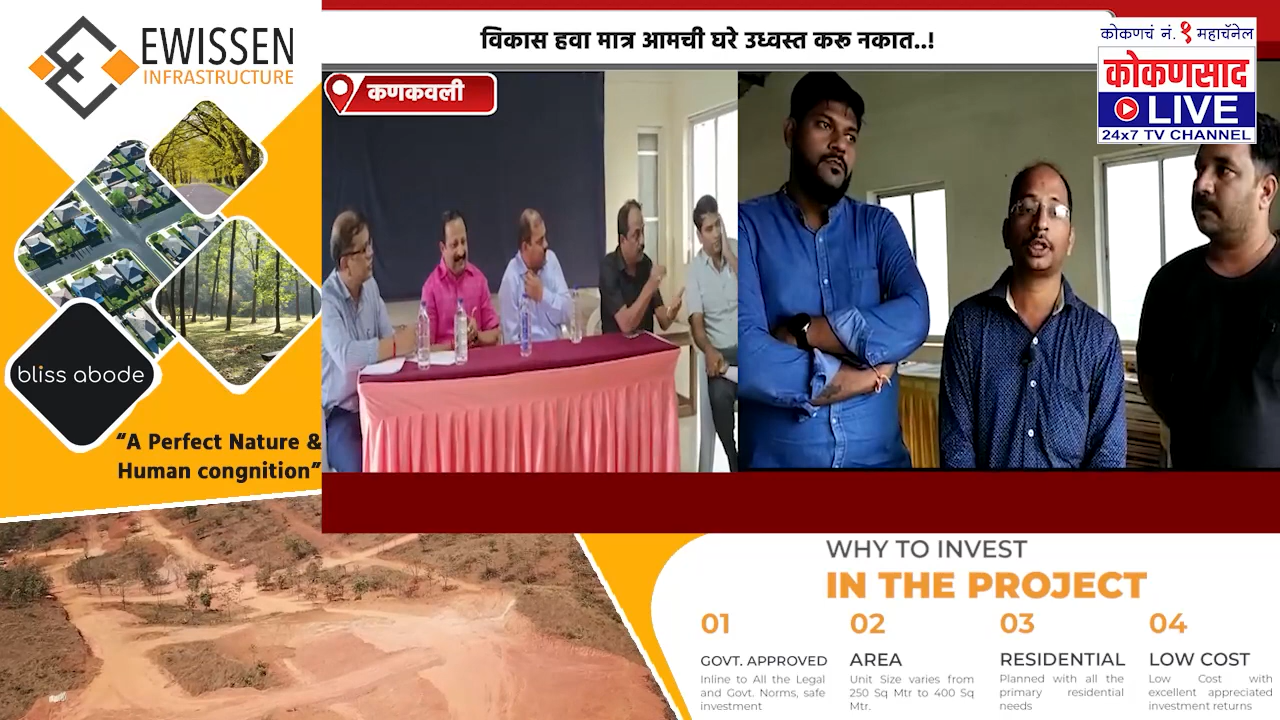 EWISSEN
INFRASTRUCTURE
bliss abode
“A Perfect Nature &
Human congnition”
विकास हवा मात्र आमची घरे उध्वस्त करू नकात..!
कणकवली
कोकणचं नं. १ महाचॅनेल
कोकणसाद
LIVE
24x7 TV CHANNEL
WHY TO INVEST
IN THE PROJECT
01
GOVT. APPROVED
Inline to All the Legal
and Govt. Norms, safe
investment
02
AREA
Unit Size varies from
250 Sq Mtr to 400 Sq
Mtr.
03
RESIDENTIAL
Planned with all the
primary residential
needs
04
LOW COST
Low Cost with
excellent appreciated
investment returns